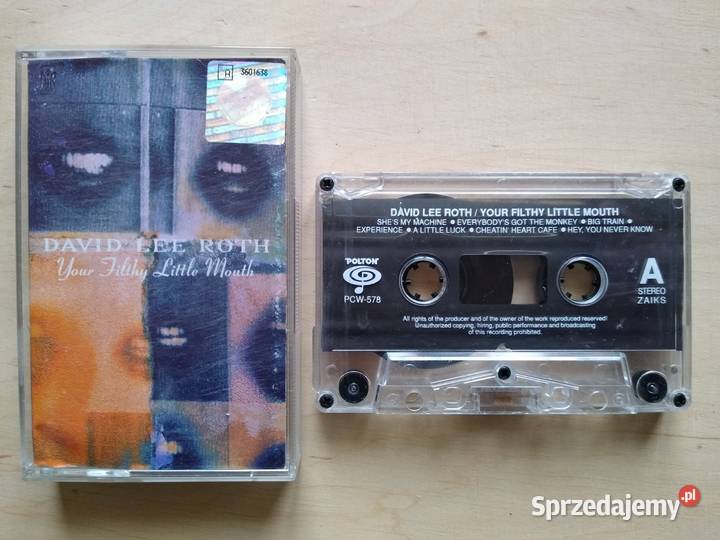 A 3601638
DAVID LEE ROTH
Your Filthy Little Mouth
DAVID LEE ROTH / YOUR FILTHY LITTLE MOUTH
SHE'S MY MACHINE • EVERYBODY'S GOT THE MONKEY • BIG TRAIN •
EXPERIENCE • A LITTLE LUCK • CHEATIN' HEART CAFE • HEY, YOU NEVER KNOW
POLTON
PCW-578
A
STEREO
ZAIKS
All rights of the producer and of the owner of the work reproduced reserved!
Unauthorized copying, hiring, public performance and broadcasting
of this recording prohibited.
Sprzedajemy.pl